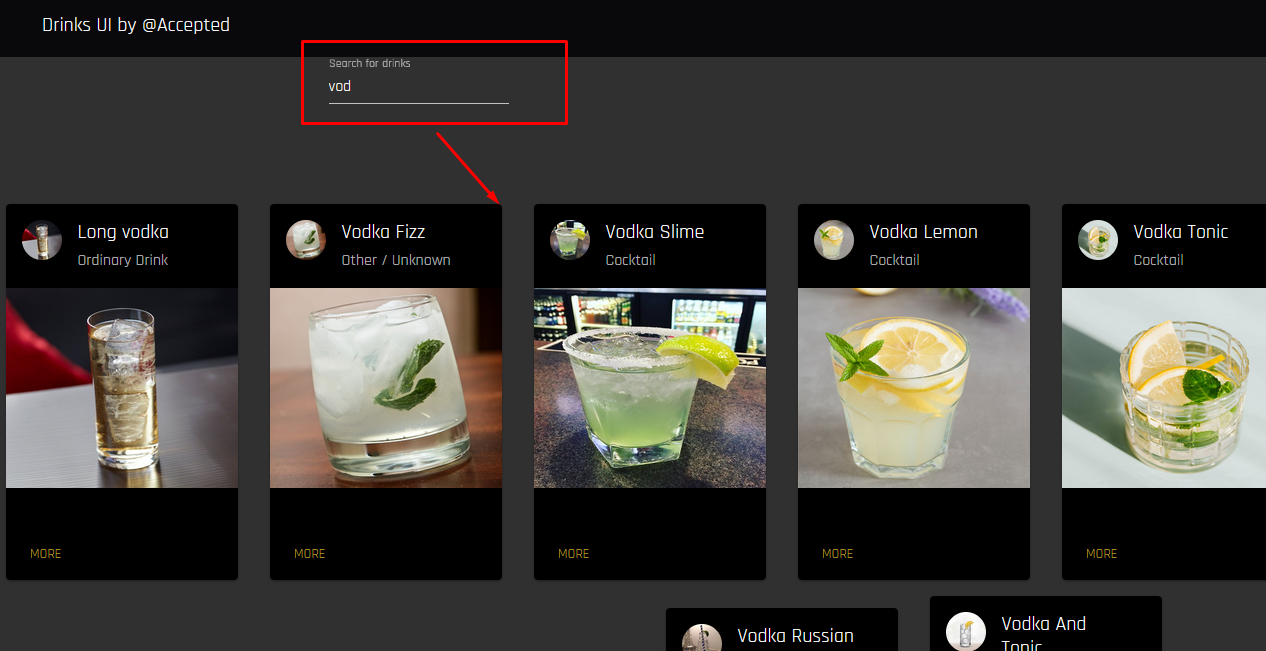 Drinks UI by @Accepted
Search for drinks
vod
Long vodka
Ordinary Drink
Vodka Fizz
Other / Unknown
Vodka Slime
Cocktail
Vodka Lemon
Cocktail
Vodka Tonic
Cocktail
MORE
MORE
MORE
MORE
MORE
Vodka Russian
Vodka And
Tonic